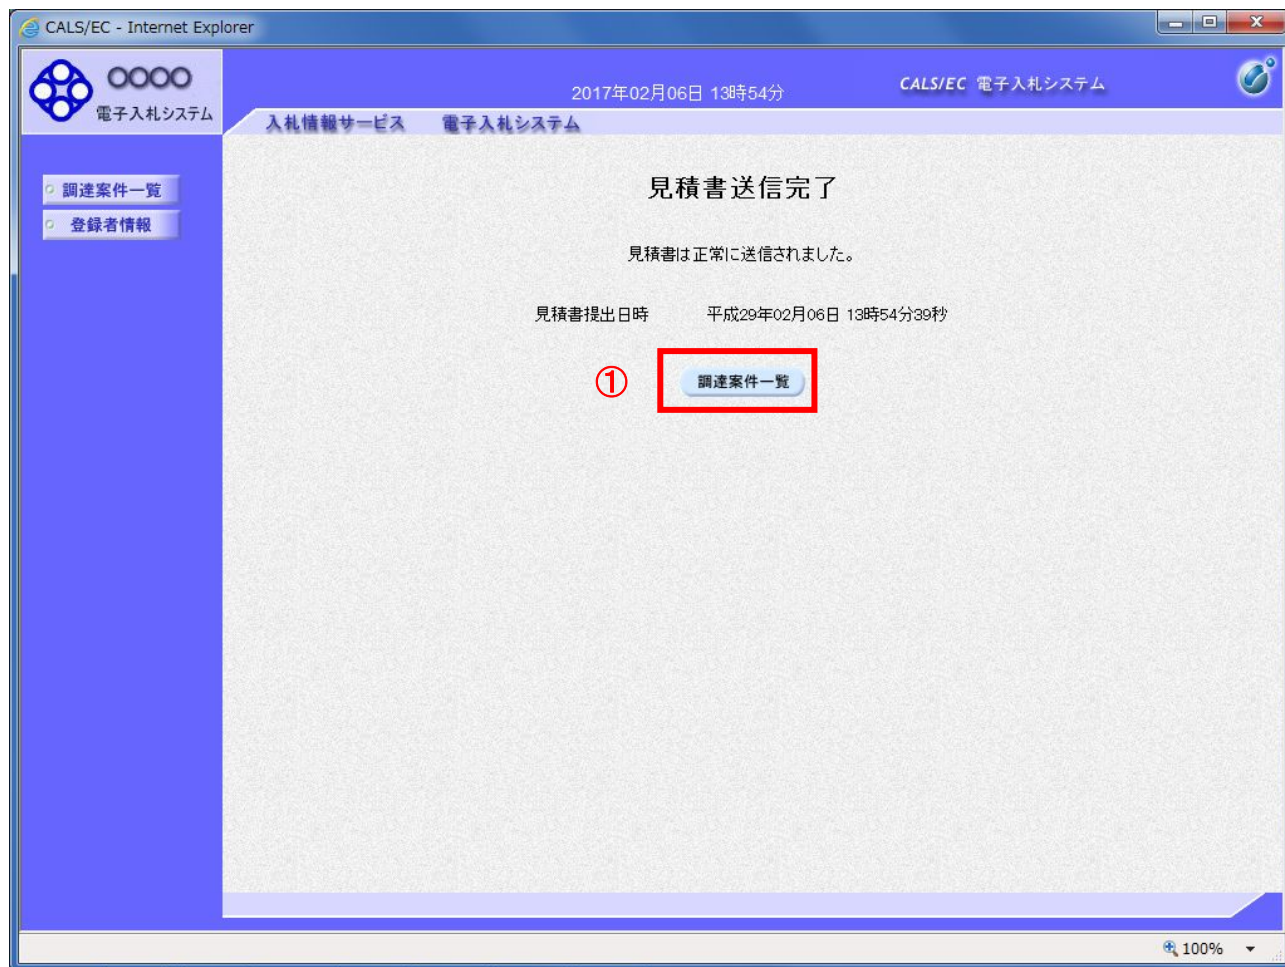 CALS/EC - Internet Explorer
〇〇〇〇
電子入札システム
2017年02月06日 13時54分
CALS/EC 電子入札システム
入札情報サービス 電子入札システム
調達案件一覧
登録者情報
見積書送信完了
見積書は正常に送信されました。
見積書提出日時 平成29年02月06日 13時54分39秒
① 調達案件一覧
100%